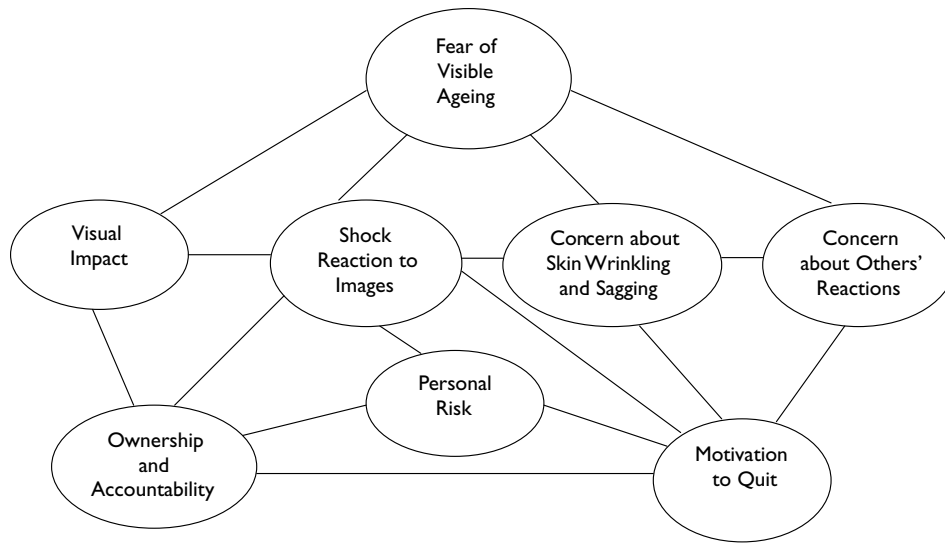 Fear of
Visible
Ageing
Visual
Impact
Shock
Reaction to
Images
Concern about
Skin Wrinkling
and Sagging
Concern
about Others’
Reactions
Personal
Risk
Ownership
and
Accountability
Motivation
to Quit